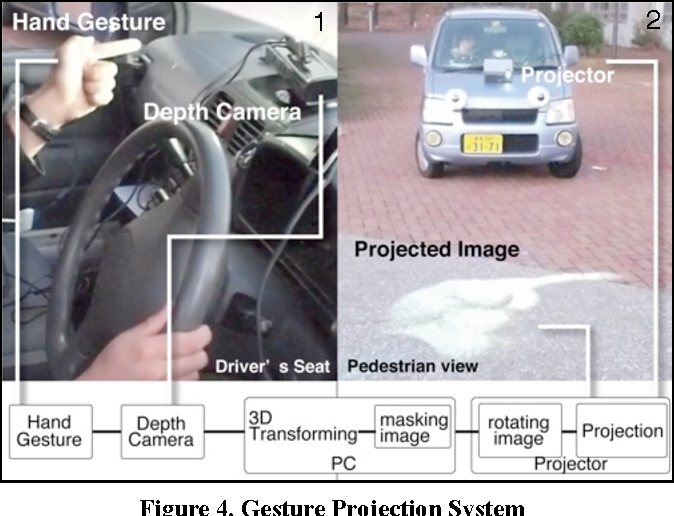 Hand Gesture
1
Depth Camera
Driver's Seat
2
Projector
31-71
Projected Image
Pedestrian view
Hand
Gesture
Depth
Camera
3D
Transforming
masking
image
PC
rotating
image
Projection
Projector
Figure 4. Gesture Projection System